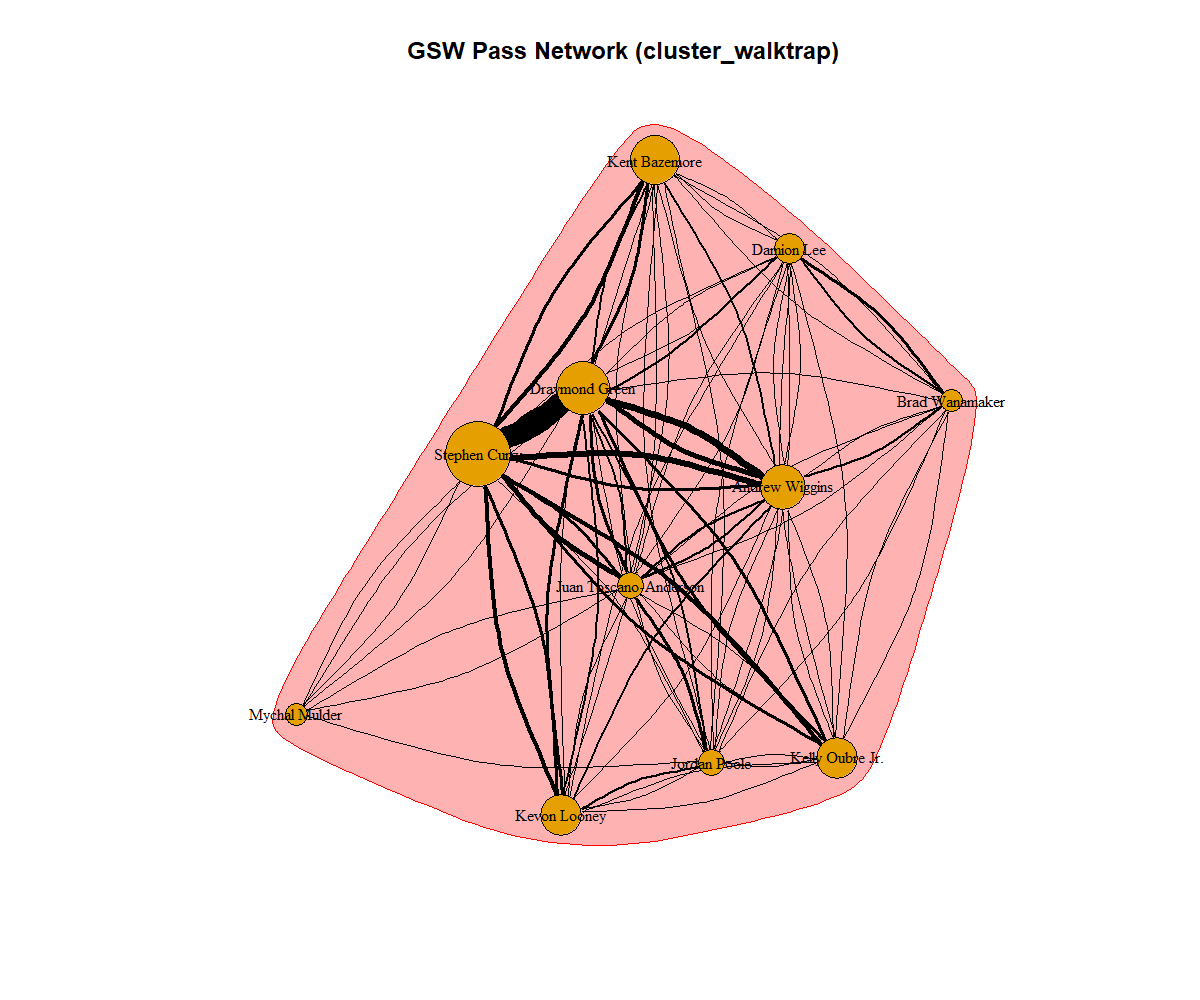 GSW Pass Network (cluster_walktrap)
Kent Bazemore
Damion Lee
Draymond Green
Brad Wanamaker
Stephen Curry
Andrew Wiggins
Juan Toscano-Anderson
Mychal Mulder
Jordan Poole
Kelly Oubre Jr.
Kevon Looney